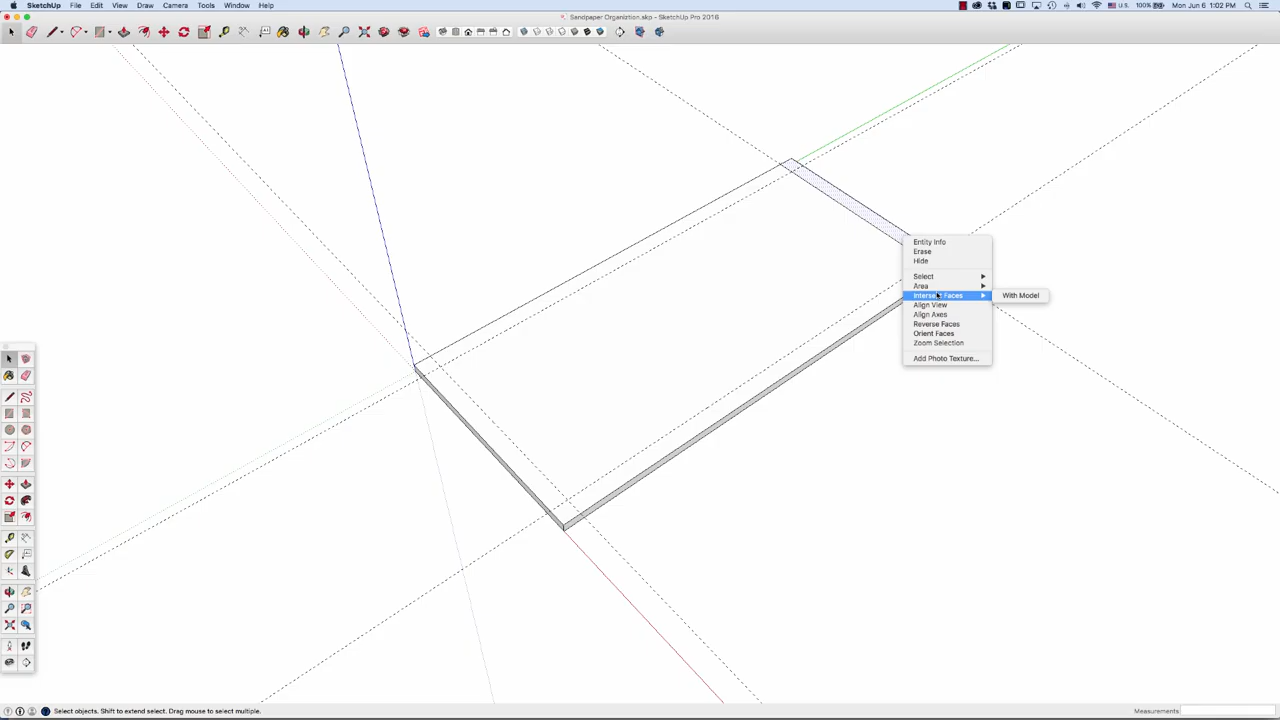 SketchUp File Edit View Draw Camera Tools Window Help U.S. 100% Mon Jun 6 1:02 PM
Sandpaper Organiztion.skp - SketchUp Pro 2016
Entity Info
Erase
Hide
Select
Area
Intersect Faces With Model
Align View
Align Axes
Reverse Faces
Orient Faces
Zoom Selection
Add Photo Texture...
Select objects. Shift to extend select. Drag mouse to select multiple. Measurements